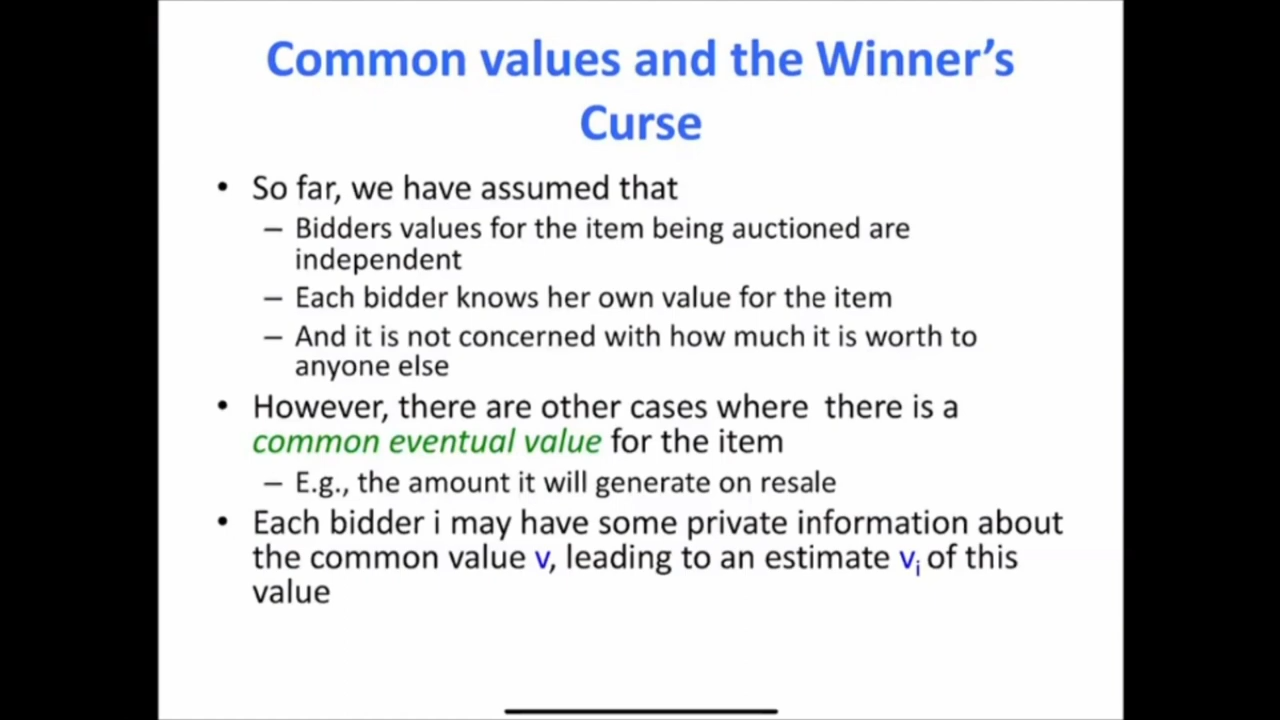 Common values and the Winner’s
Curse
• So far, we have assumed that
– Bidders values for the item being auctioned are
independent
– Each bidder knows her own value for the item
– And it is not concerned with how much it is worth to
anyone else
• However, there are other cases where there is a
common eventual value for the item
– E.g., the amount it will generate on resale
• Each bidder i may have some private information about
the common value v, leading to an estimate vᵢ of this
value